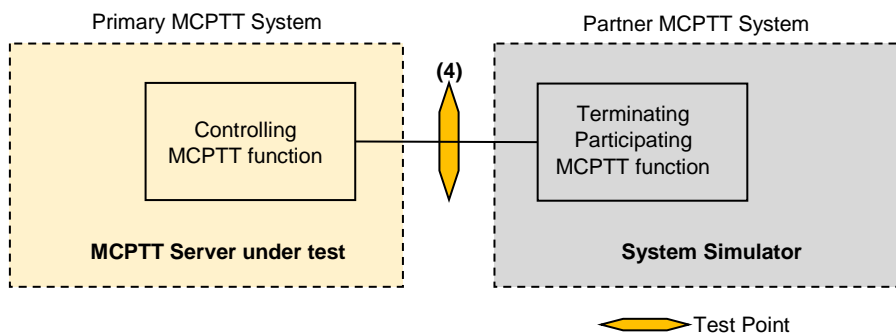 Primary MCPTT System
Partner MCPTT System
(4)
Controlling
MCPTT function
Terminating
Participating
MCPTT function
MCPTT Server under test
System Simulator
Test Point